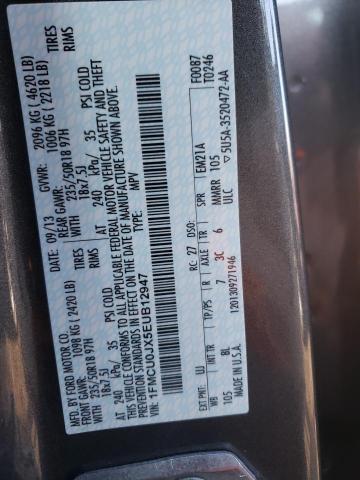 MFD. BY FORD MOTOR CO.
DATE: 09/13 GVWR: 2096 KG ( 4620 LB)
FRONT GAWR: 1098 KG (2420 LB) REAR GAWR: 1006 KG ( 2218 LB)
235/50R18 97H TIRES 235/50R18 97H TIRES
18x7.5J RIMS 18x7.5J RIMS
AT 240 kPa/ 35 PSI COLD AT 240 kPa/ 35 PSI COLD
THIS VEHICLE CONFORMS TO ALL APPLICABLE FEDERAL MOTOR VEHICLE SAFETY AND THEFT PREVENTION STANDARDS IN EFFECT ON THE DATE OF MANUFACTURE SHOWN ABOVE.
VIN: 1FMCU0JX5EUB12947
TYPE: MPV
F0087
T0246
EXT PNT: UJ RC: 27 DSO:
WB INT TR TP/PS R AXLE TR SPR EM21A
105 BL 7 3C 6 MMRR 105
ULC
MADE IN U.S.A. 1201309271946
5U5A-3520472-AA